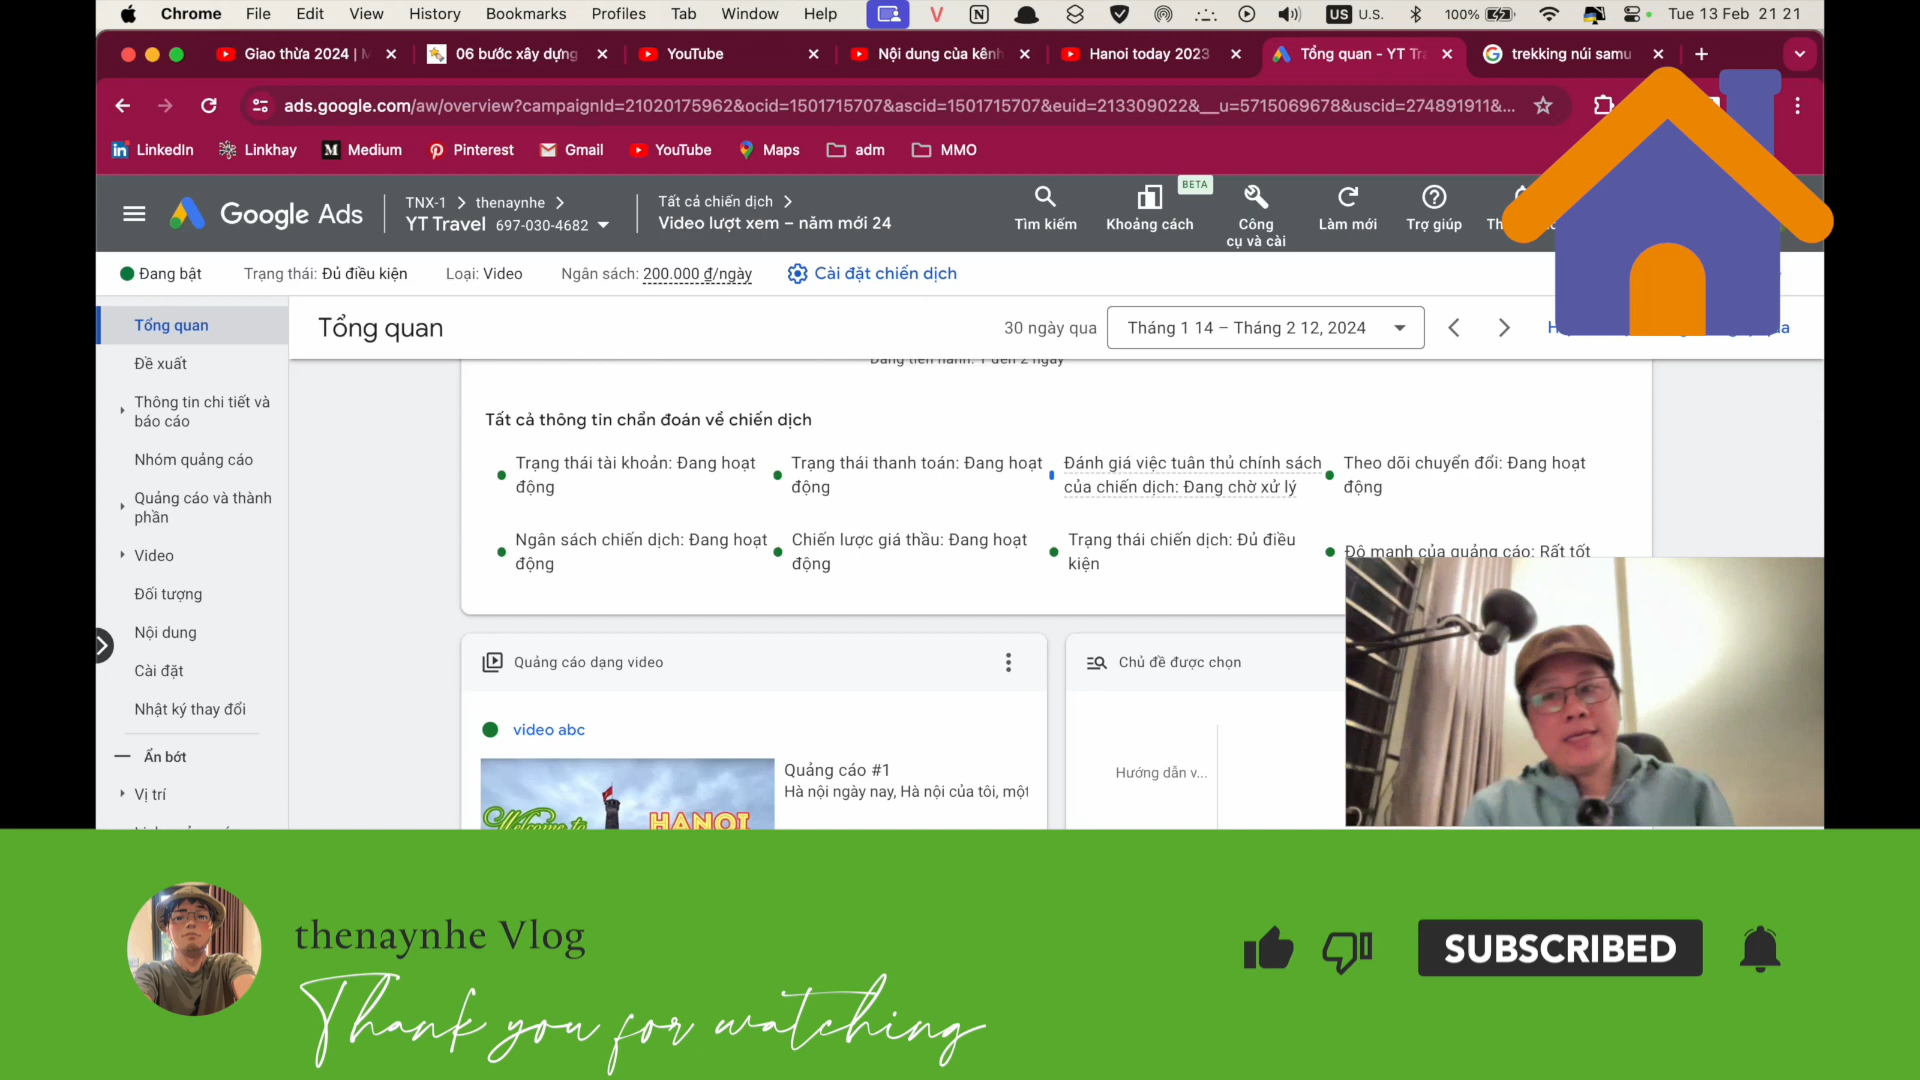 Chrome File Edit View History Bookmarks Profiles Tab Window Help US U.S. 100% Tue 13 Feb 21 21
Giao thừa 2024 | 06 bước xây dựng YouTube Nội dung của kênh Hanoi today 2023 Tổng quan - YT Tra trekking núi samu
ads.google.com/aw/overview?campaignId=21020175962&ocid=1501715707&ascid=1501715707&euid=213309022&__u=5715069678&uscid=274891911&...
LinkedIn Linkhay Medium Pinterest Gmail YouTube Maps adm MMO
Google Ads
TNX-1 > thenaynhe >
YT Travel 697-030-4682
Tất cả chiến dịch >
Video lượt xem – năm mới 24
Tìm kiếm
Khoảng cách
BETA
Công
cụ và cài
Làm mới
Trợ giúp
Đang bật Trạng thái: Đủ điều kiện Loại: Video Ngân sách: 200.000 ₫/ngày Cài đặt chiến dịch
Tổng quan
Đề xuất
Thông tin chi tiết và
báo cáo
Nhóm quảng cáo
Quảng cáo và thành
phần
Video
Đối tượng
Nội dung
Cài đặt
Nhật ký thay đổi
Ẩn bớt
Vị trí
Tổng quan
30 ngày qua Tháng 1 14 – Tháng 2 12, 2024
Đang tiến hành: 1 đến 2 ngày
Tất cả thông tin chẩn đoán về chiến dịch
Trạng thái tài khoản: Đang hoạt
động
Trạng thái thanh toán: Đang hoạt
động
Đánh giá việc tuân thủ chính sách
của chiến dịch: Đang chờ xử lý
Theo dõi chuyển đổi: Đang hoạt
động
Ngân sách chiến dịch: Đang hoạt
động
Chiến lược giá thầu: Đang hoạt
động
Trạng thái chiến dịch: Đủ điều
kiện
Độ mạnh của quảng cáo: Rất tốt
Quảng cáo dạng video
video abc
Welcome to HANOI
Quảng cáo #1
Hà nội ngày nay, Hà nội của tôi, một
Chủ đề được chọn
Hướng dẫn v...
thenaynhe Vlog
Thank you for watching
SUBSCRIBED